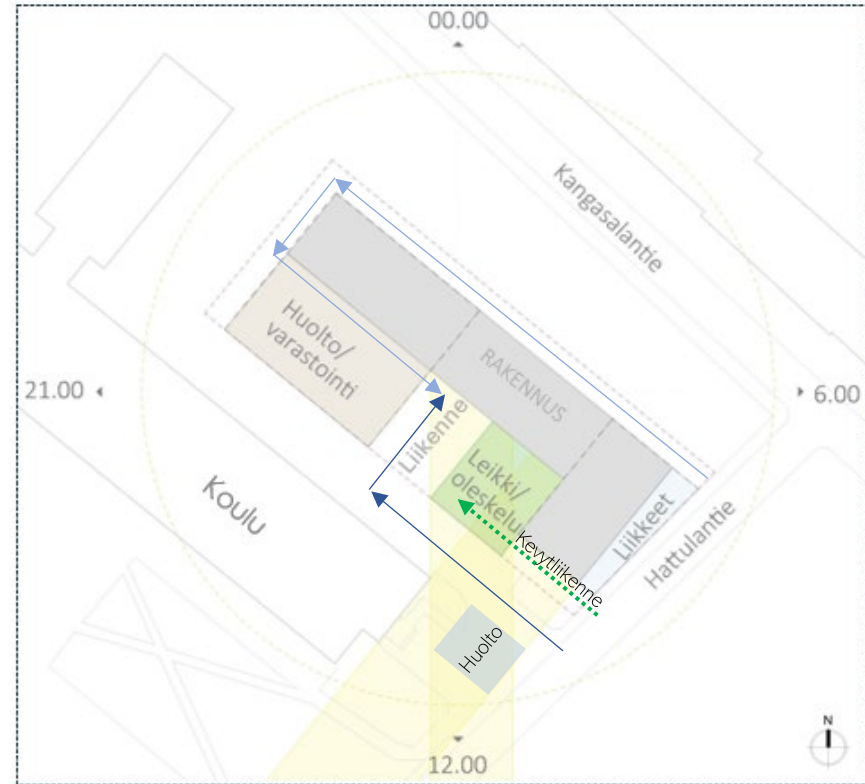 00.00
Kangasalantie
Huolto/
varastointi
RAKENNUS
21.00
6.00
Liikenne
Leikki/
oleskelu
Koulu
Liikkeet
Hattulantie
Kevytliikenne
Huolto
N
12.00